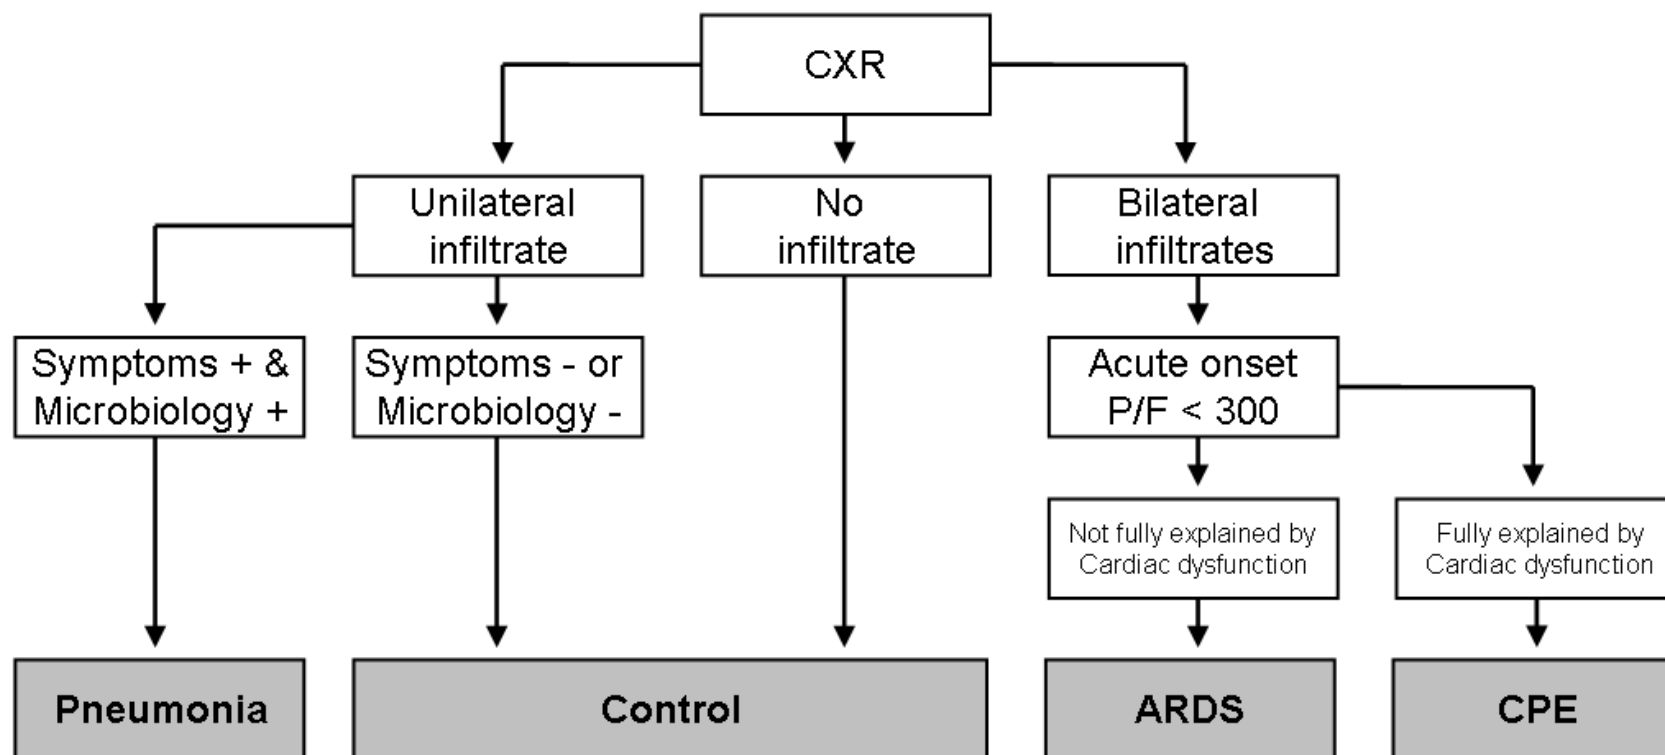 CXR
Unilateral
infiltrate
No
infiltrate
Bilateral
infiltrates
Symptoms + &
Microbiology +
Symptoms - or
Microbiology -
Acute onset
P/F < 300
Not fully explained by
Cardiac dysfunction
Fully explained by
Cardiac dysfunction
Pneumonia
Control
ARDS
CPE